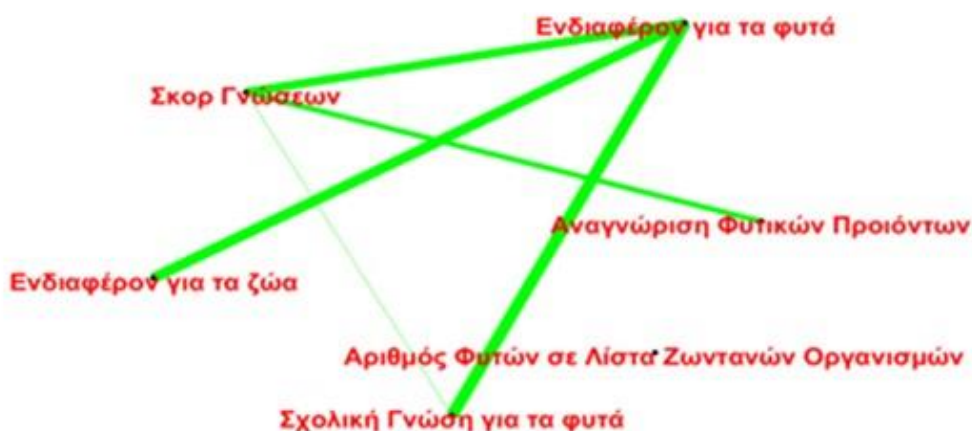 Ενδιαφέρον για τα φυτά
Σκορ Γνώσεων
Αναγνώριση Φυτικών Προιόντων
Ενδιαφέρον για τα ζώα
Αριθμός Φυτών σε Λίστα Ζωντανών Οργανισμών
Σχολική Γνώση για τα φυτά